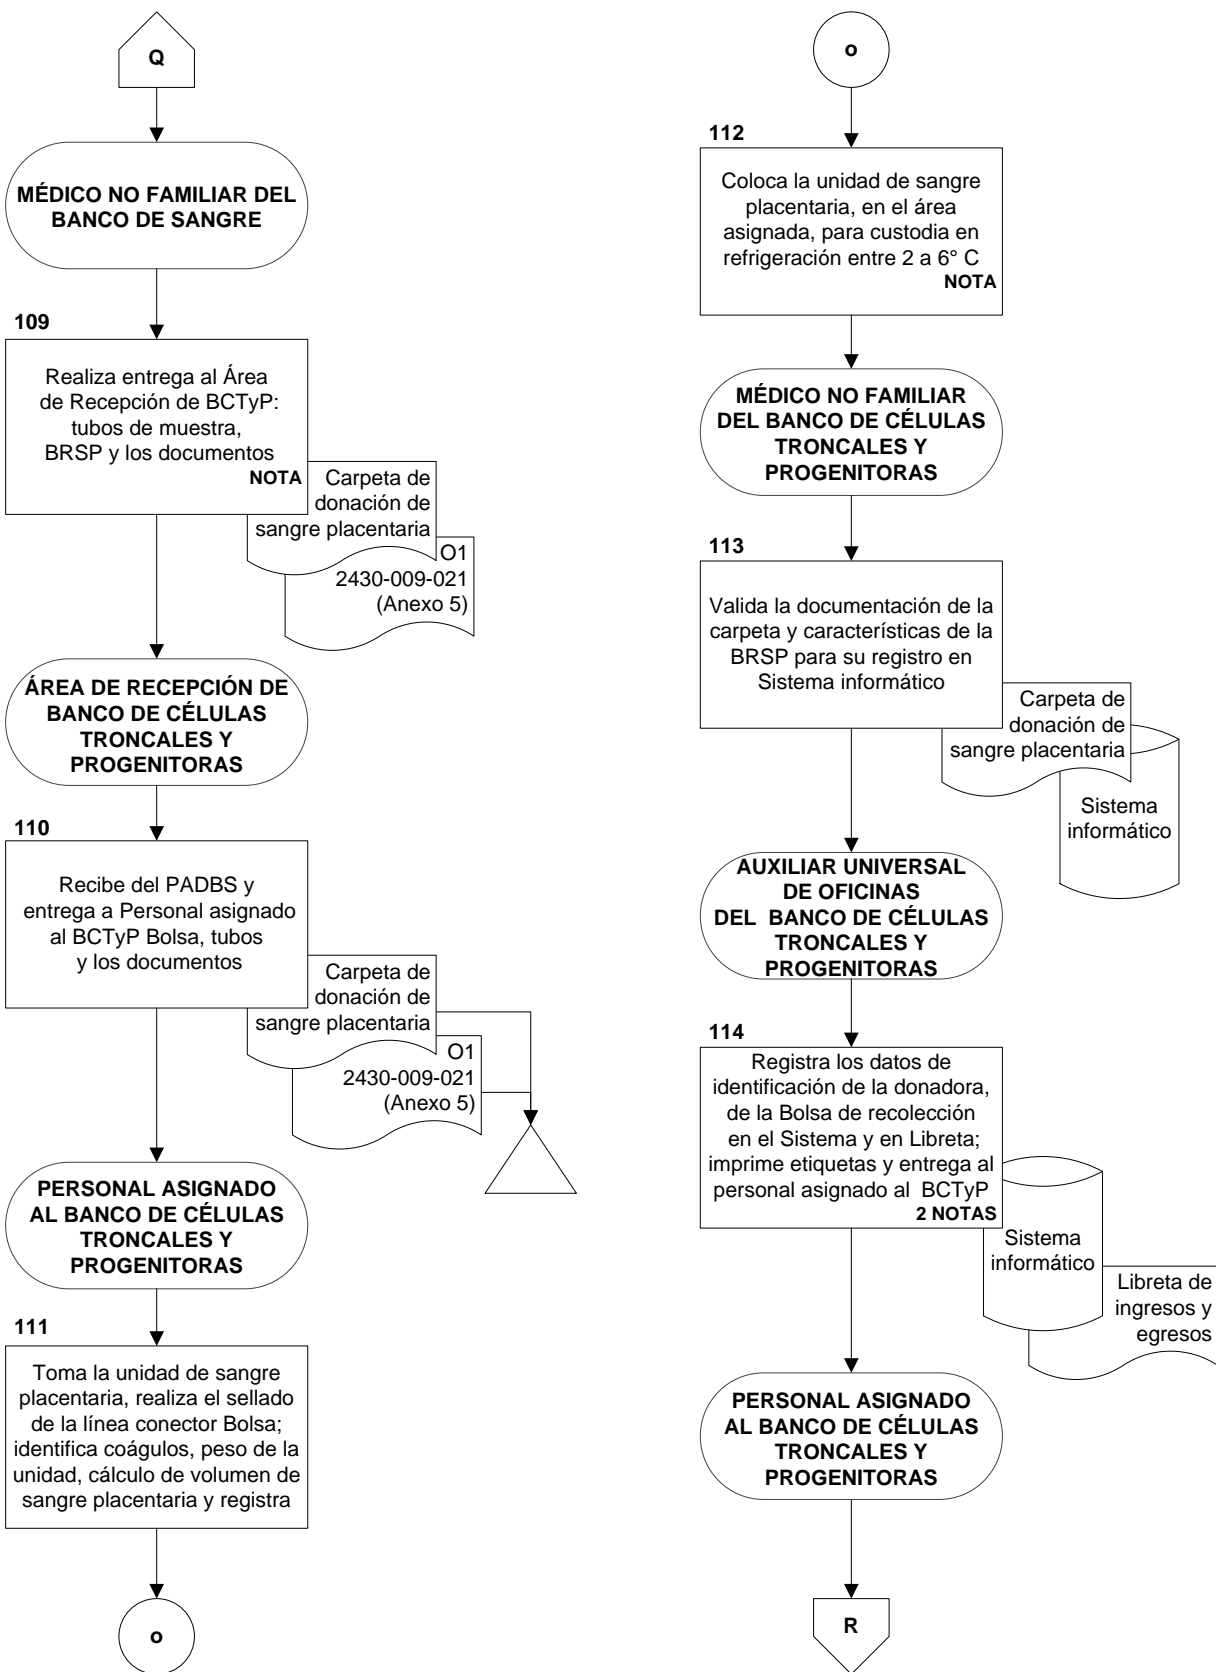 Q
MÉDICO NO FAMILIAR DEL
BANCO DE SANGRE
109
Realiza entrega al Área
de Recepción de BCTyP:
tubos de muestra,
BRSP y los documentos
NOTA
Carpeta de
donación de
sangre placentaria
O1
2430-009-021
(Anexo 5)
ÁREA DE RECEPCIÓN DE
BANCO DE CÉLULAS
TRONCALES Y
PROGENITORAS
110
Recibe del PADBS y
entrega a Personal asignado
al BCTyP Bolsa, tubos
y los documentos
Carpeta de
donación de
sangre placentaria
O1
2430-009-021
(Anexo 5)
PERSONAL ASIGNADO
AL BANCO DE CÉLULAS
TRONCALES Y
PROGENITORAS
111
Toma la unidad de sangre
placentaria, realiza el sellado
de la línea conector Bolsa;
identifica coágulos, peso de la
unidad, cálculo de volumen de
sangre placentaria y registra
o
o
112
Coloca la unidad de sangre
placentaria, en el área
asignada, para custodia en
refrigeración entre 2 a 6° C
NOTA
MÉDICO NO FAMILIAR
DEL BANCO DE CÉLULAS
TRONCALES Y
PROGENITORAS
113
Valida la documentación de la
carpeta y características de la
BRSP para su registro en
Sistema informático
Carpeta de
donación de
sangre placentaria
Sistema
informático
AUXILIAR UNIVERSAL
DE OFICINAS
DEL BANCO DE CÉLULAS
TRONCALES Y
PROGENITORAS
114
Registra los datos de
identificación de la donadora,
de la Bolsa de recolección
en el Sistema y en Libreta;
imprime etiquetas y entrega al
personal asignado al BCTyP
2 NOTAS
Sistema
informático
Libreta de
ingresos y
egresos
PERSONAL ASIGNADO
AL BANCO DE CÉLULAS
TRONCALES Y
PROGENITORAS
R